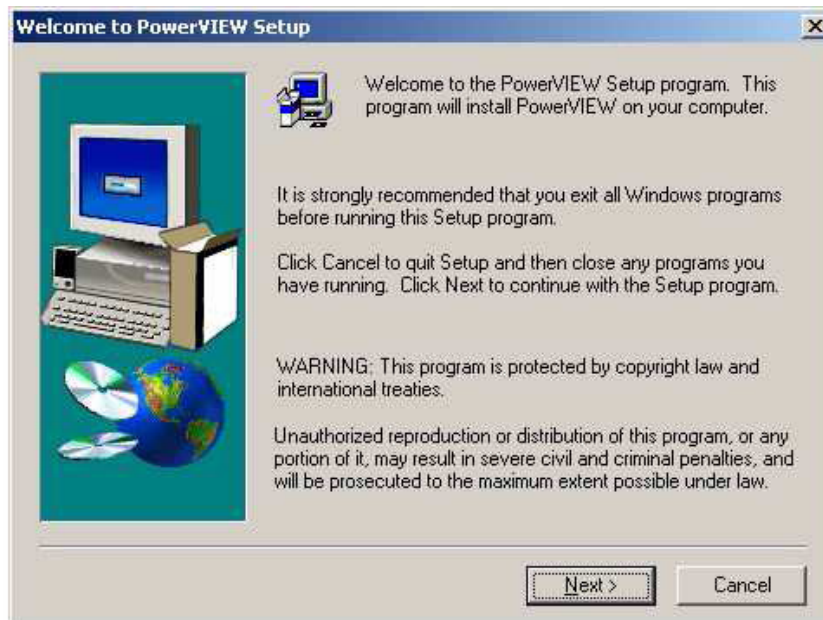 Welcome to PowerVIEW Setup
Welcome to the PowerVIEW Setup program. This
program will install PowerVIEW on your computer.
It is strongly recommended that you exit all Windows programs
before running this Setup program.
Click Cancel to quit Setup and then close any programs you
have running. Click Next to continue with the Setup program.
WARNING: This program is protected by copyright law and
international treaties.
Unauthorized reproduction or distribution of this program, or any
portion of it, may result in severe civil and criminal penalties, and
will be prosecuted to the maximum extent possible under law.
Next >
Cancel